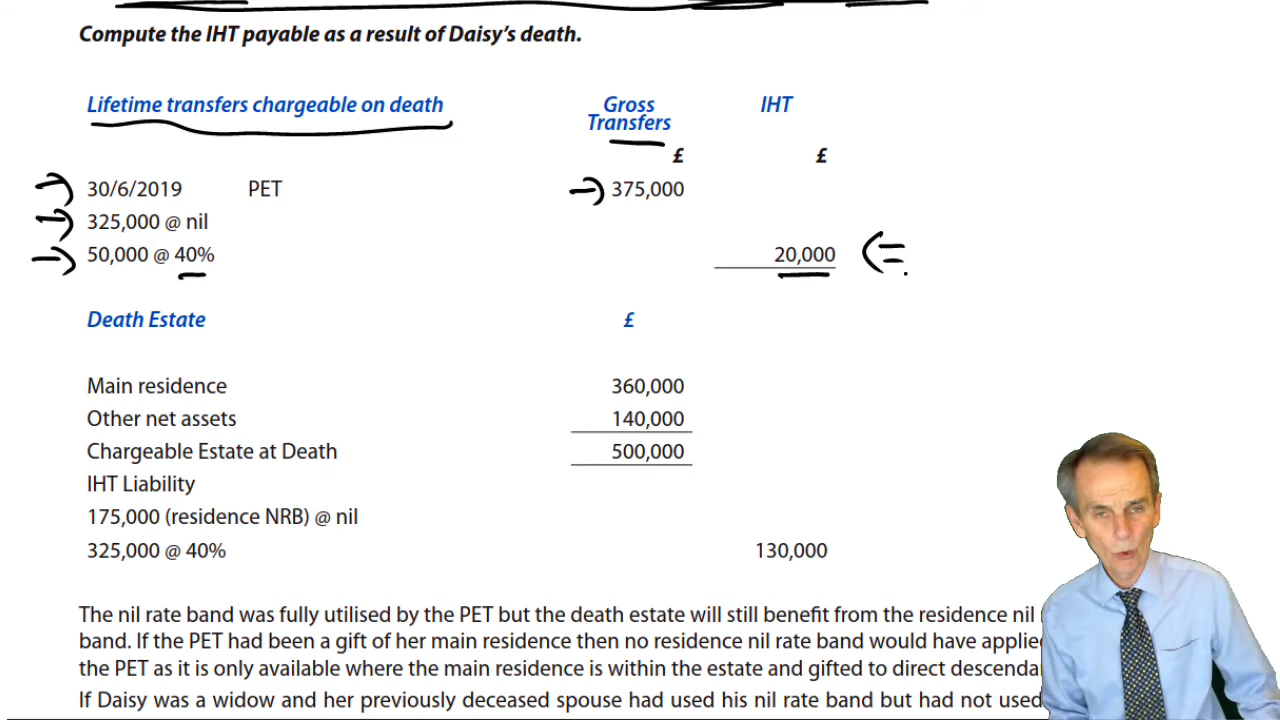 Compute the IHT payable as a result of Daisy's death.
Lifetime transfers chargeable on death Gross Transfers IHT
£ £
30/6/2019 PET 375,000
325,000 @ nil
50,000 @ 40% 20,000
Death Estate £
Main residence 360,000
Other net assets 140,000
Chargeable Estate at Death 500,000
IHT Liability
175,000 (residence NRB) @ nil
325,000 @ 40% 130,000
The nil rate band was fully utilised by the PET but the death estate will still benefit from the residence nil
band. If the PET had been a gift of her main residence then no residence nil rate band would have applie
the PET as it is only available where the main residence is within the estate and gifted to direct descenda
If Daisy was a widow and her previously deceased spouse had used his nil rate band but had not used